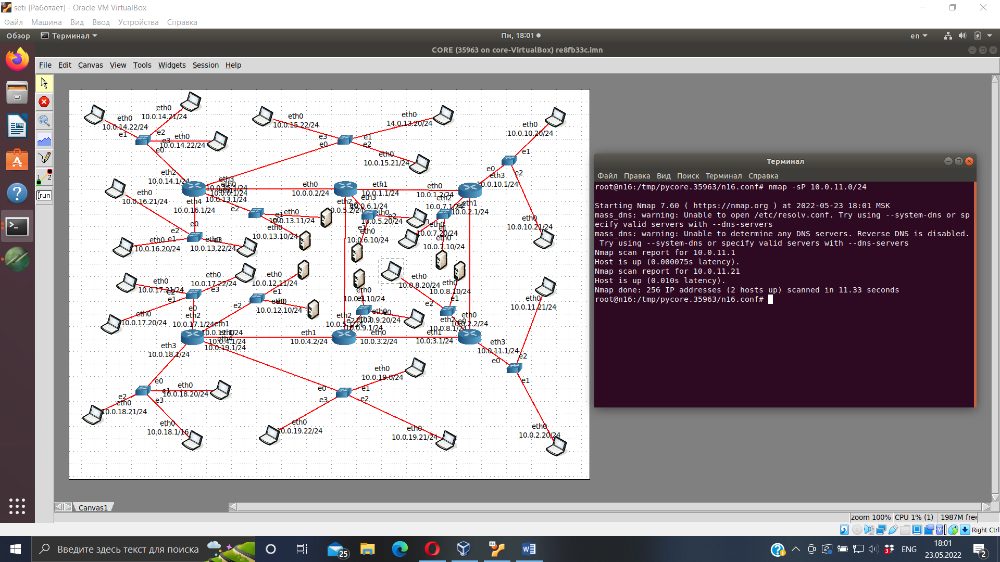 seti [Работает] - Oracle VM VirtualBox
Файл Машина Вид Ввод Устройства Справка
Обзор Терминал Пн, 18:01 en
CORE (35963 on core-VirtualBox) re8fb33c.imn
File Edit Canvas View Tools Widgets Session Help
run
eth0
10.0.14.22/24
e1
eth0
10.0.14.21/24
e2
e3
eth0
10.0.14.22/24
e0
eth2
10.0.14.1/24
eth0
10.0.15.22/24
e3
e0
eth0
14.0.13.20/24
e1
e2
eth0
10.0.15.21/24
eth0
10.0.10.20/24
e1
e0
e2
eth3
10.0.10.1/24
eth0
10.0.10.21/24
eth3
eth0
10.0.13.1/24
eth4
10.0.16.1/24
eth0
10.0.0.2/24
eth1
10.0.1.1/24
eth0
10.0.1.2/24
eth2
10.0.7.1/24
eth1
10.0.2.1/24
eth2
eth3
10.0.6.1/24
e2
10.0.5.20/24
e1
10.0.6.10/24
eth0
10.0.7.20/24
e1
eth0
10.0.7.10/24
eth0
10.0.16.21/24
e0
e2
e1
eth0
10.0.16.20/24
10.0.13.22/24
e2
e1
eth0
10.0.13.11/24
eth0
10.0.13.10/24
eth0
10.0.17.21/24
e1
eth0
10.0.17.22/24
e3
eth0
10.0.17.20/24
e0
eth2
10.0.17.1/24
eth0
10.0.12.11/24
e1
e2
10.0.12.10/24
eth1
10.0.12.1/24
10.0.4.1/24
10.0.19.1/24
eth1
10.0.4.2/24
eth2
eth0
10.0.9.10/24
10.0.9.20/24
eth3
10.0.9.1/24
eth0
10.0.3.2/24
eth0
10.0.8.20/24
e2
eth0
10.0.8.10/24
e1
eth2
10.0.8.1/24
eth0
10.0.2.2/24
eth1
10.0.3.1/24
eth3
10.0.11.1/24
e0
e2
e1
eth0
10.0.11.21/24
eth0
10.0.2.20/24
eth3
10.0.18.1/24
e0
eth0
10.0.18.20/24
e2
eth0
10.0.18.21/24
e3
eth0
10.0.18.1/16
e0
e1
e3
e2
eth0
10.0.19.0/24
eth0
10.0.19.22/24
eth0
10.0.19.21/24
Терминал
Файл Правка Вид Поиск Терминал Справка
root@n16:/tmp/pycore.35963/n16.conf# nmap -sP 10.0.11.0/24
Starting Nmap 7.60 ( https://nmap.org ) at 2022-05-23 18:01 MSK
mass_dns: warning: Unable to open /etc/resolv.conf. Try using --system-dns or sp
ecify valid servers with --dns-servers
mass_dns: warning: Unable to determine any DNS servers. Reverse DNS is disabled.
Try using --system-dns or specify valid servers with --dns-servers
Nmap scan report for 10.0.11.1
Host is up (0.000075s latency).
Nmap scan report for 10.0.11.21
Host is up (0.010s latency).
Nmap done: 256 IP addresses (2 hosts up) scanned in 11.33 seconds
root@n16:/tmp/pycore.35963/n16.conf#
Canvas1
zoom 100% CPU 1% (1) 1987M free
Right Ctrl
Введите здесь текст для поиска
25
ENG
18:01
23.05.2022
2